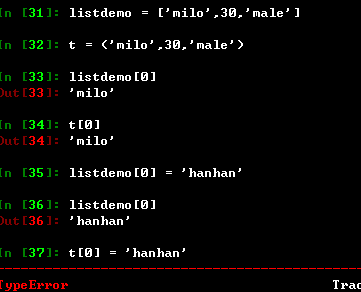 In [31]: listdemo = ['milo',30,'male']
In [32]: t = ('milo',30,'male')
In [33]: listdemo[0]
Out[33]: 'milo'
In [34]: t[0]
Out[34]: 'milo'
In [35]: listdemo[0] = 'hanhan'
In [36]: listdemo[0]
Out[36]: 'hanhan'
In [37]: t[0] = 'hanhan'
TypeError Trac